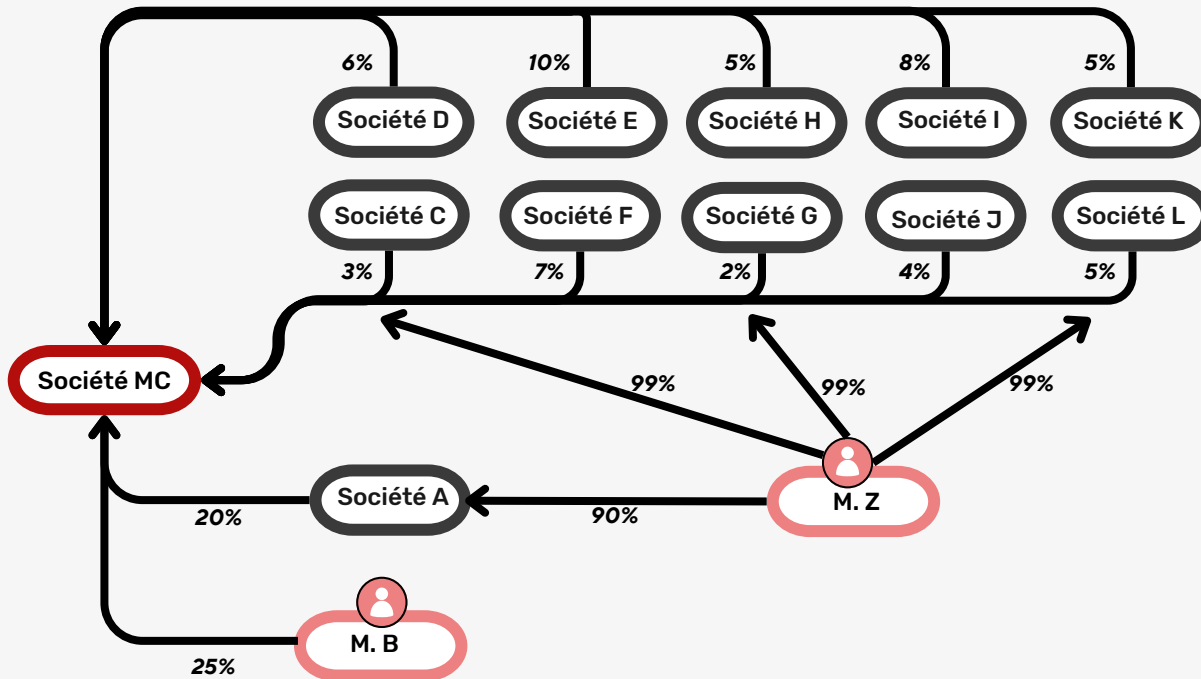 6% 10% 5% 8% 5%
Société D Société E Société H Société I Société K
Société C Société F Société G Société J Société L
3% 7% 2% 4% 5%
Société MC
99% 99% 99%
Société A
M. Z
20% 90%
M. B
25%